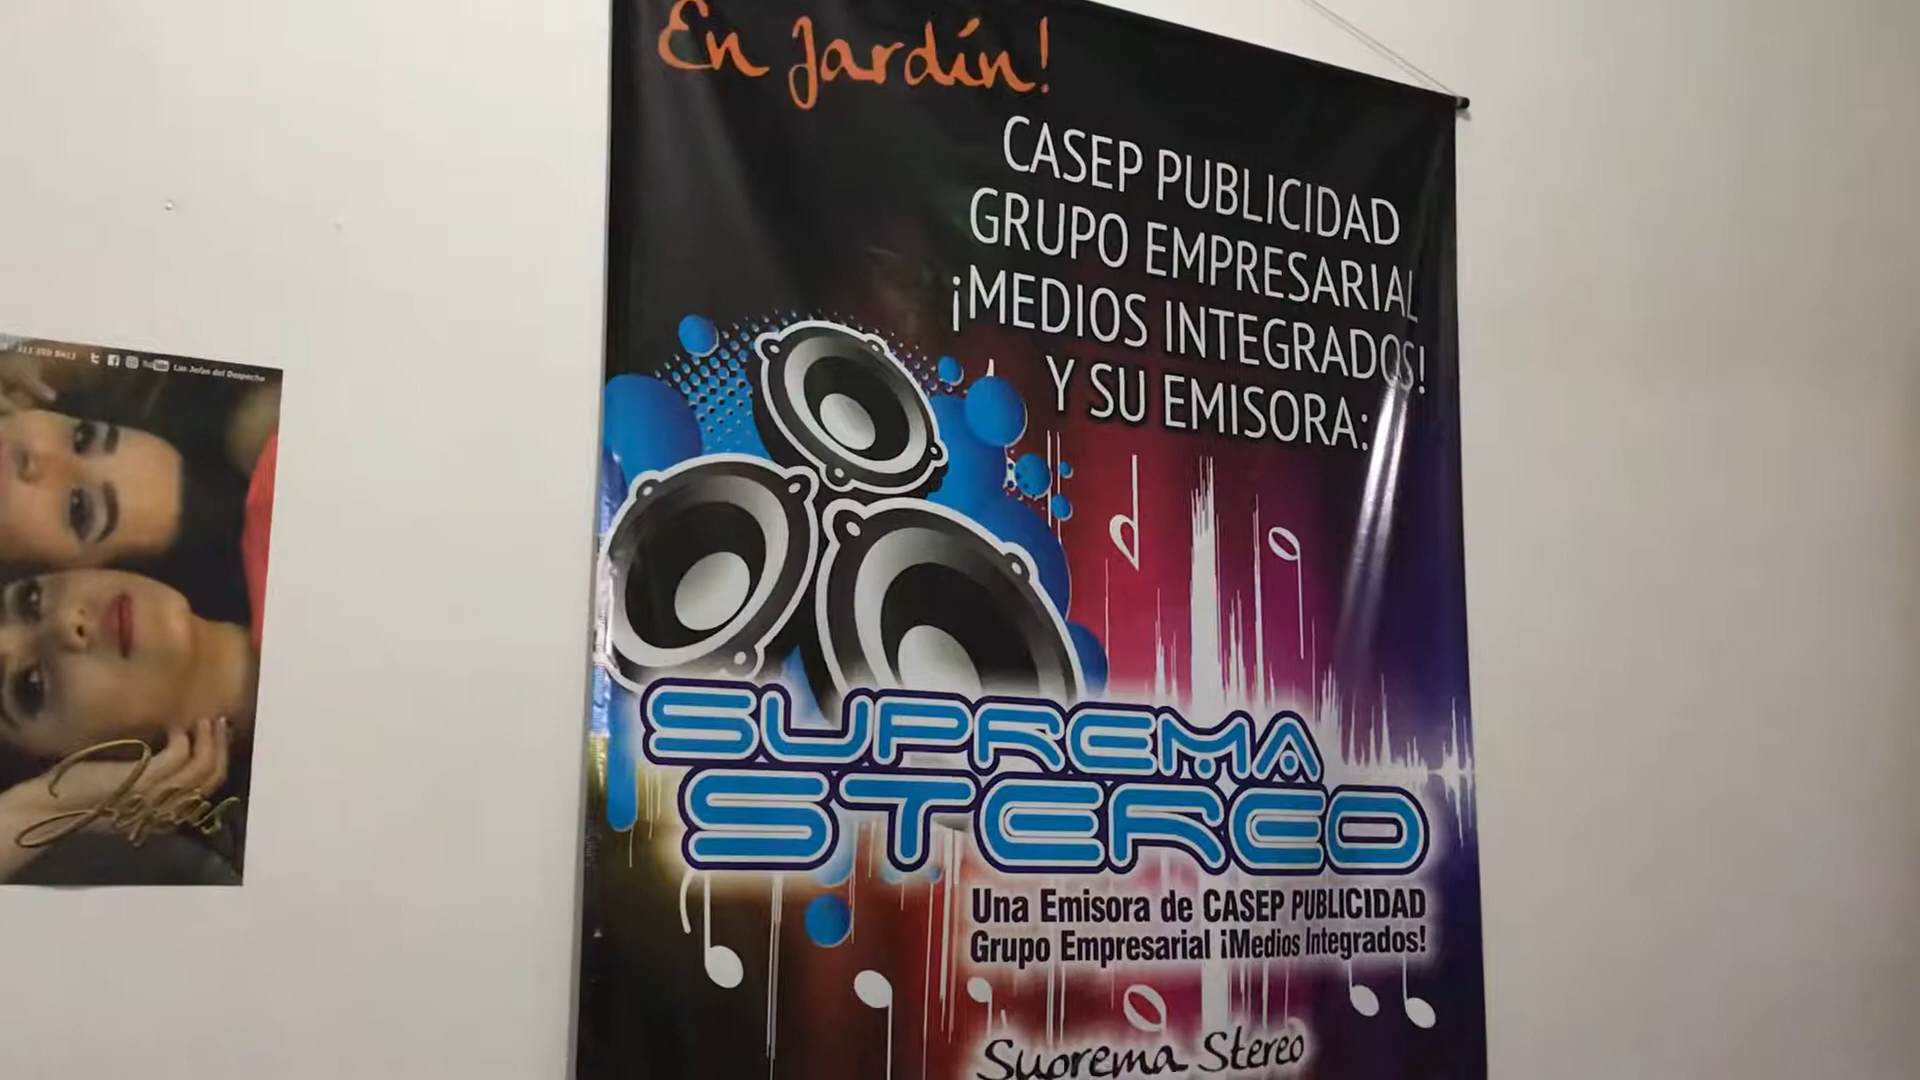 En Jardín!
CASEP PUBLICIDAD
GRUPO EMPRESARIAL
¡MEDIOS INTEGRADOS!
Y SU EMISORA:
SUPREMA
STEREO
Una Emisora de CASEP PUBLICIDAD
Grupo Empresarial ¡Medios Integrados!
Suprema Stereo
YouTube Las Jefas del Despecho
Jefas